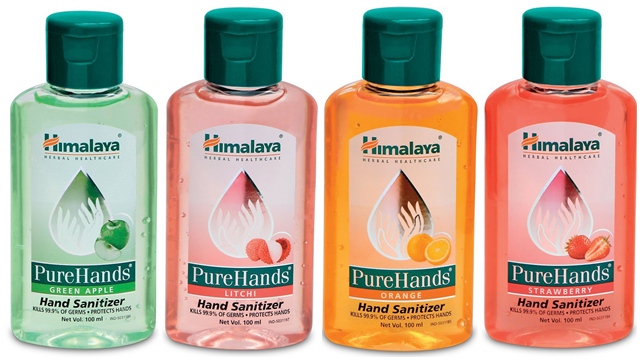 Himalaya®
HERBAL HEALTHCARE
PureHands®
GREEN APPLE
Hand Sanitizer
KILLS 99.9% OF GERMS • PROTECTS HANDS
Net Vol. 100 ml
Himalaya®
HERBAL HEALTHCARE
PureHands®
LITCHI
Hand Sanitizer
KILLS 99.9% OF GERMS • PROTECTS HANDS
Net Vol. 100 ml
Himalaya®
HERBAL HEALTHCARE
PureHands®
ORANGE
Hand Sanitizer
KILLS 99.9% OF GERMS • PROTECTS HANDS
Net Vol. 100 ml
Himalaya®
HERBAL HEALTHCARE
PureHands®
STRAWBERRY
Hand Sanitizer
KILLS 99.9% OF GERMS • PROTECTS HANDS
Net Vol. 100 ml